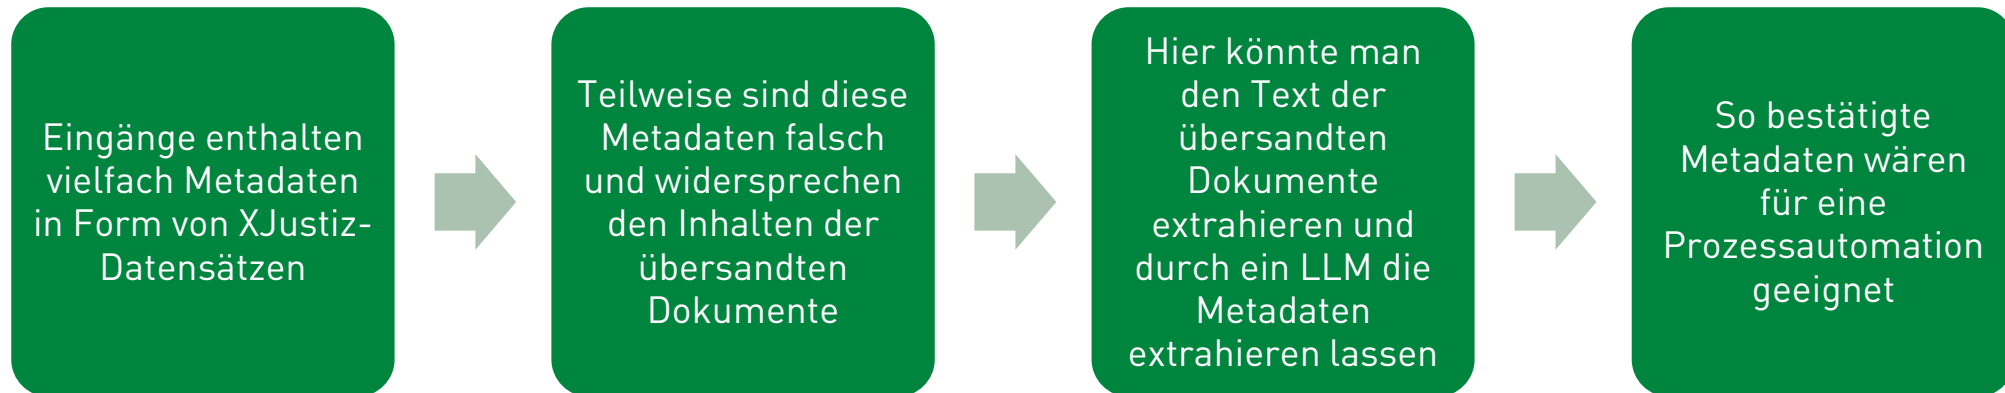 Eingänge enthalten
vielfach Metadaten
in Form von XJustiz-
Datensätzen
Teilweise sind diese
Metadaten falsch
und widersprechen
den Inhalten der
übersandten
Dokumente
Hier könnte man
den Text der
übersandten
Dokumente
extrahieren und
durch ein LLM die
Metadaten
extrahieren lassen
So bestätigte
Metadaten wären
für eine
Prozessautomation
geeignet